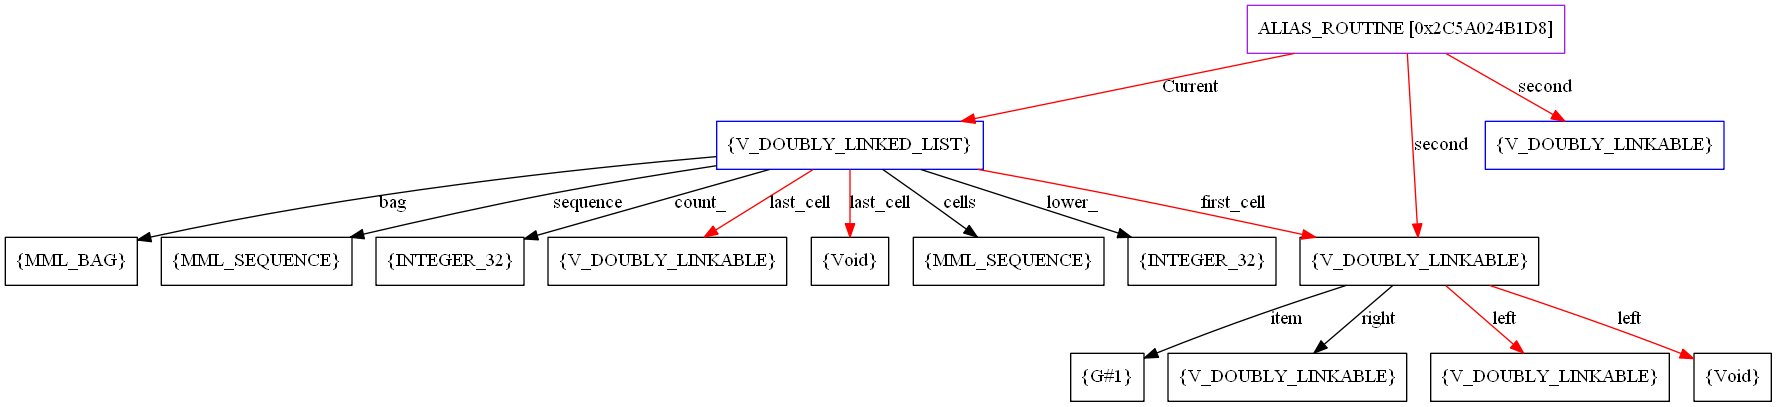 ALIAS_ROUTINE [0x2C5A024B1D8]
Current
second
{V_DOUBLY_LINKED_LIST}
second
{V_DOUBLY_LINKABLE}
bag
sequence
count_
last_cell
last_cell
cells
lower_
first_cell
{MML_BAG}
{MML_SEQUENCE}
{INTEGER_32}
{V_DOUBLY_LINKABLE}
{Void}
{MML_SEQUENCE}
{INTEGER_32}
{V_DOUBLY_LINKABLE}
item
right
left
left
{G#1}
{V_DOUBLY_LINKABLE}
{V_DOUBLY_LINKABLE}
{Void}